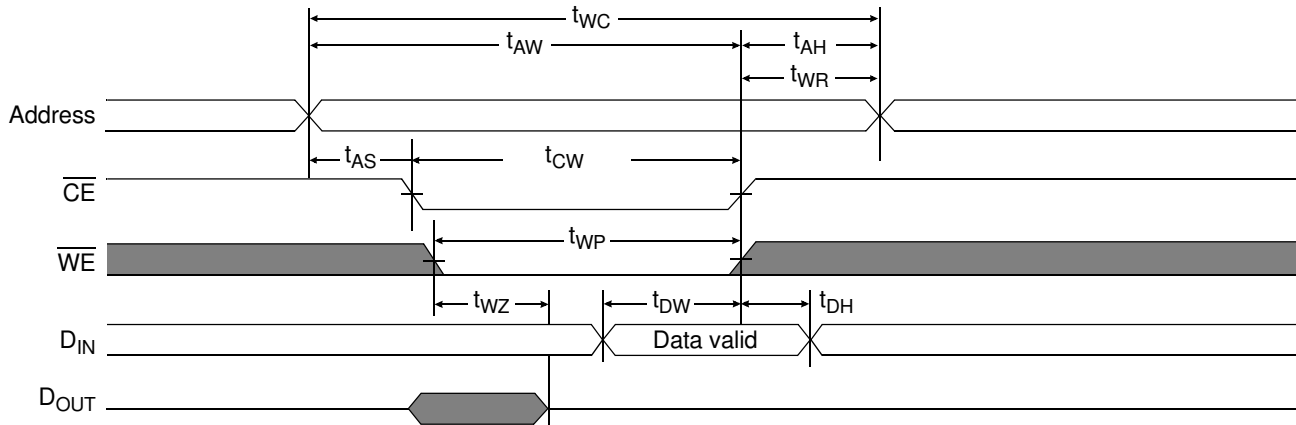 tWC
tAW
tAH
tWR
Address
tAS
tCW
CE
tWP
WE
tWZ
tDW
tDH
DIN
Data valid
DOUT